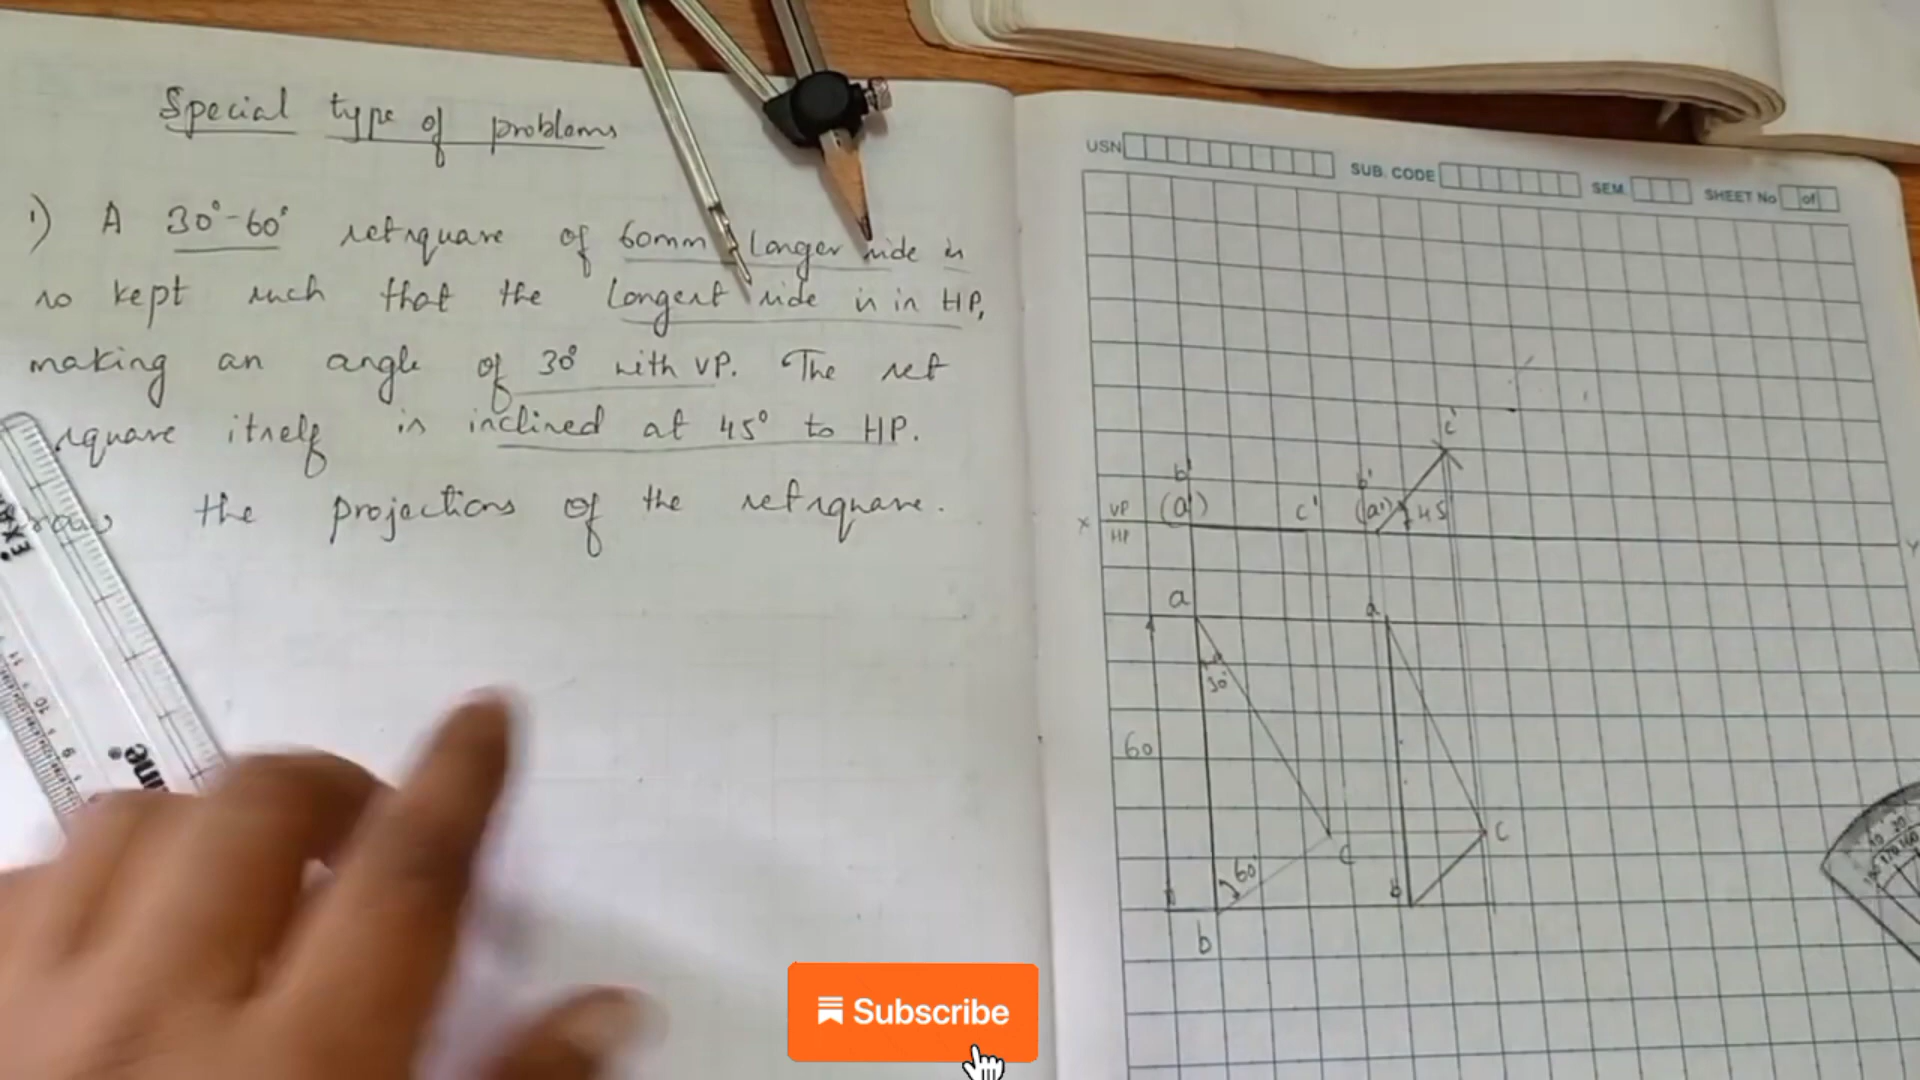 Special type of problems
1) A 30°-60° setsquare of 60mm longer side is
so kept such that the longest side is in HP,
making an angle of 30° with VP. The set
square itself is inclined at 45° to HP.
the projections of the setsquare.
USN SUB. CODE SEM. SHEET No of
c'
b' b'
X VP (a') c' (a') 45 Y
HP
a a
30°
60
c c
60°
b b
11
10
9
Subscribe